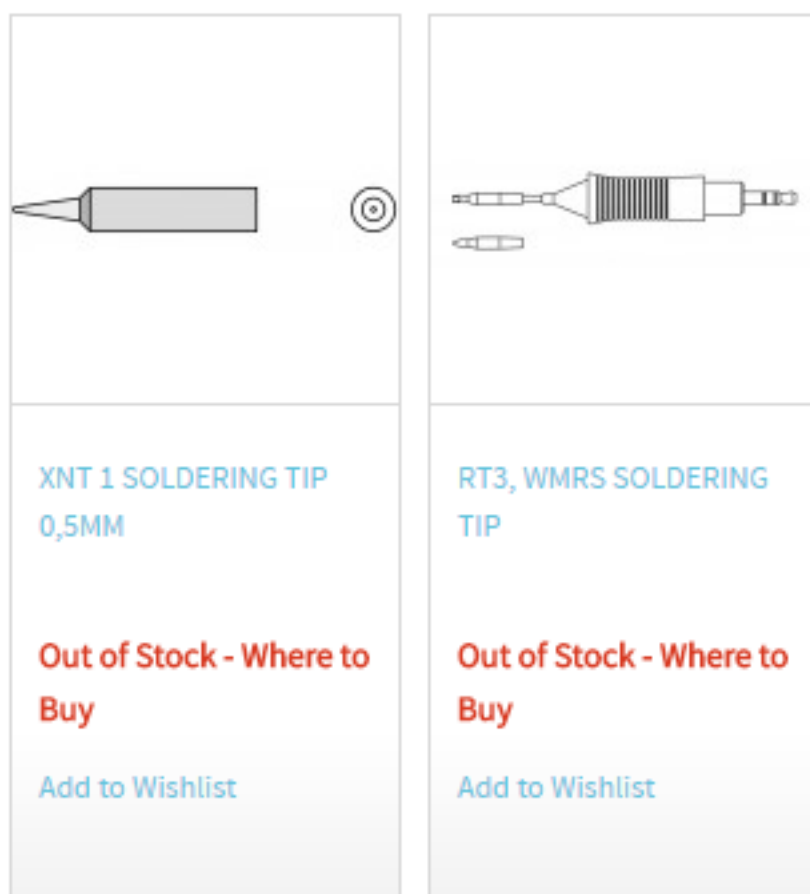 XNT 1 SOLDERING TIP
0,5MM
Out of Stock - Where to
Buy
Add to Wishlist
RT3, WMRS SOLDERING
TIP
Out of Stock - Where to
Buy
Add to Wishlist